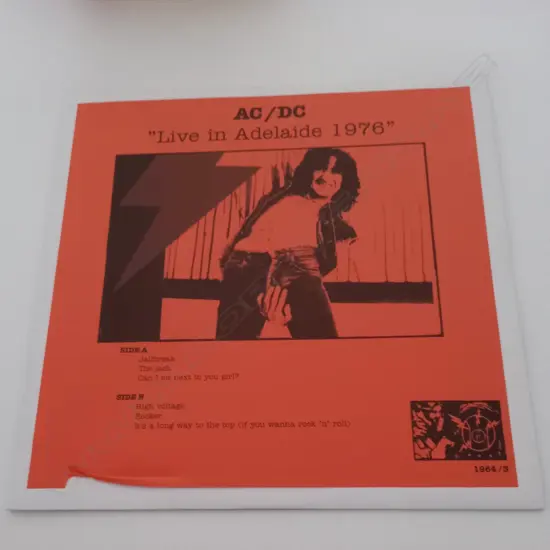 AC/DC
"Live in Adelaide 1976"
SIDE A
Jailbreak
The jack
Can I sit next to you girl?
SIDE B
High voltage
Rocker
It's a long way to the top (if you wanna rock 'n' roll)
1964/3